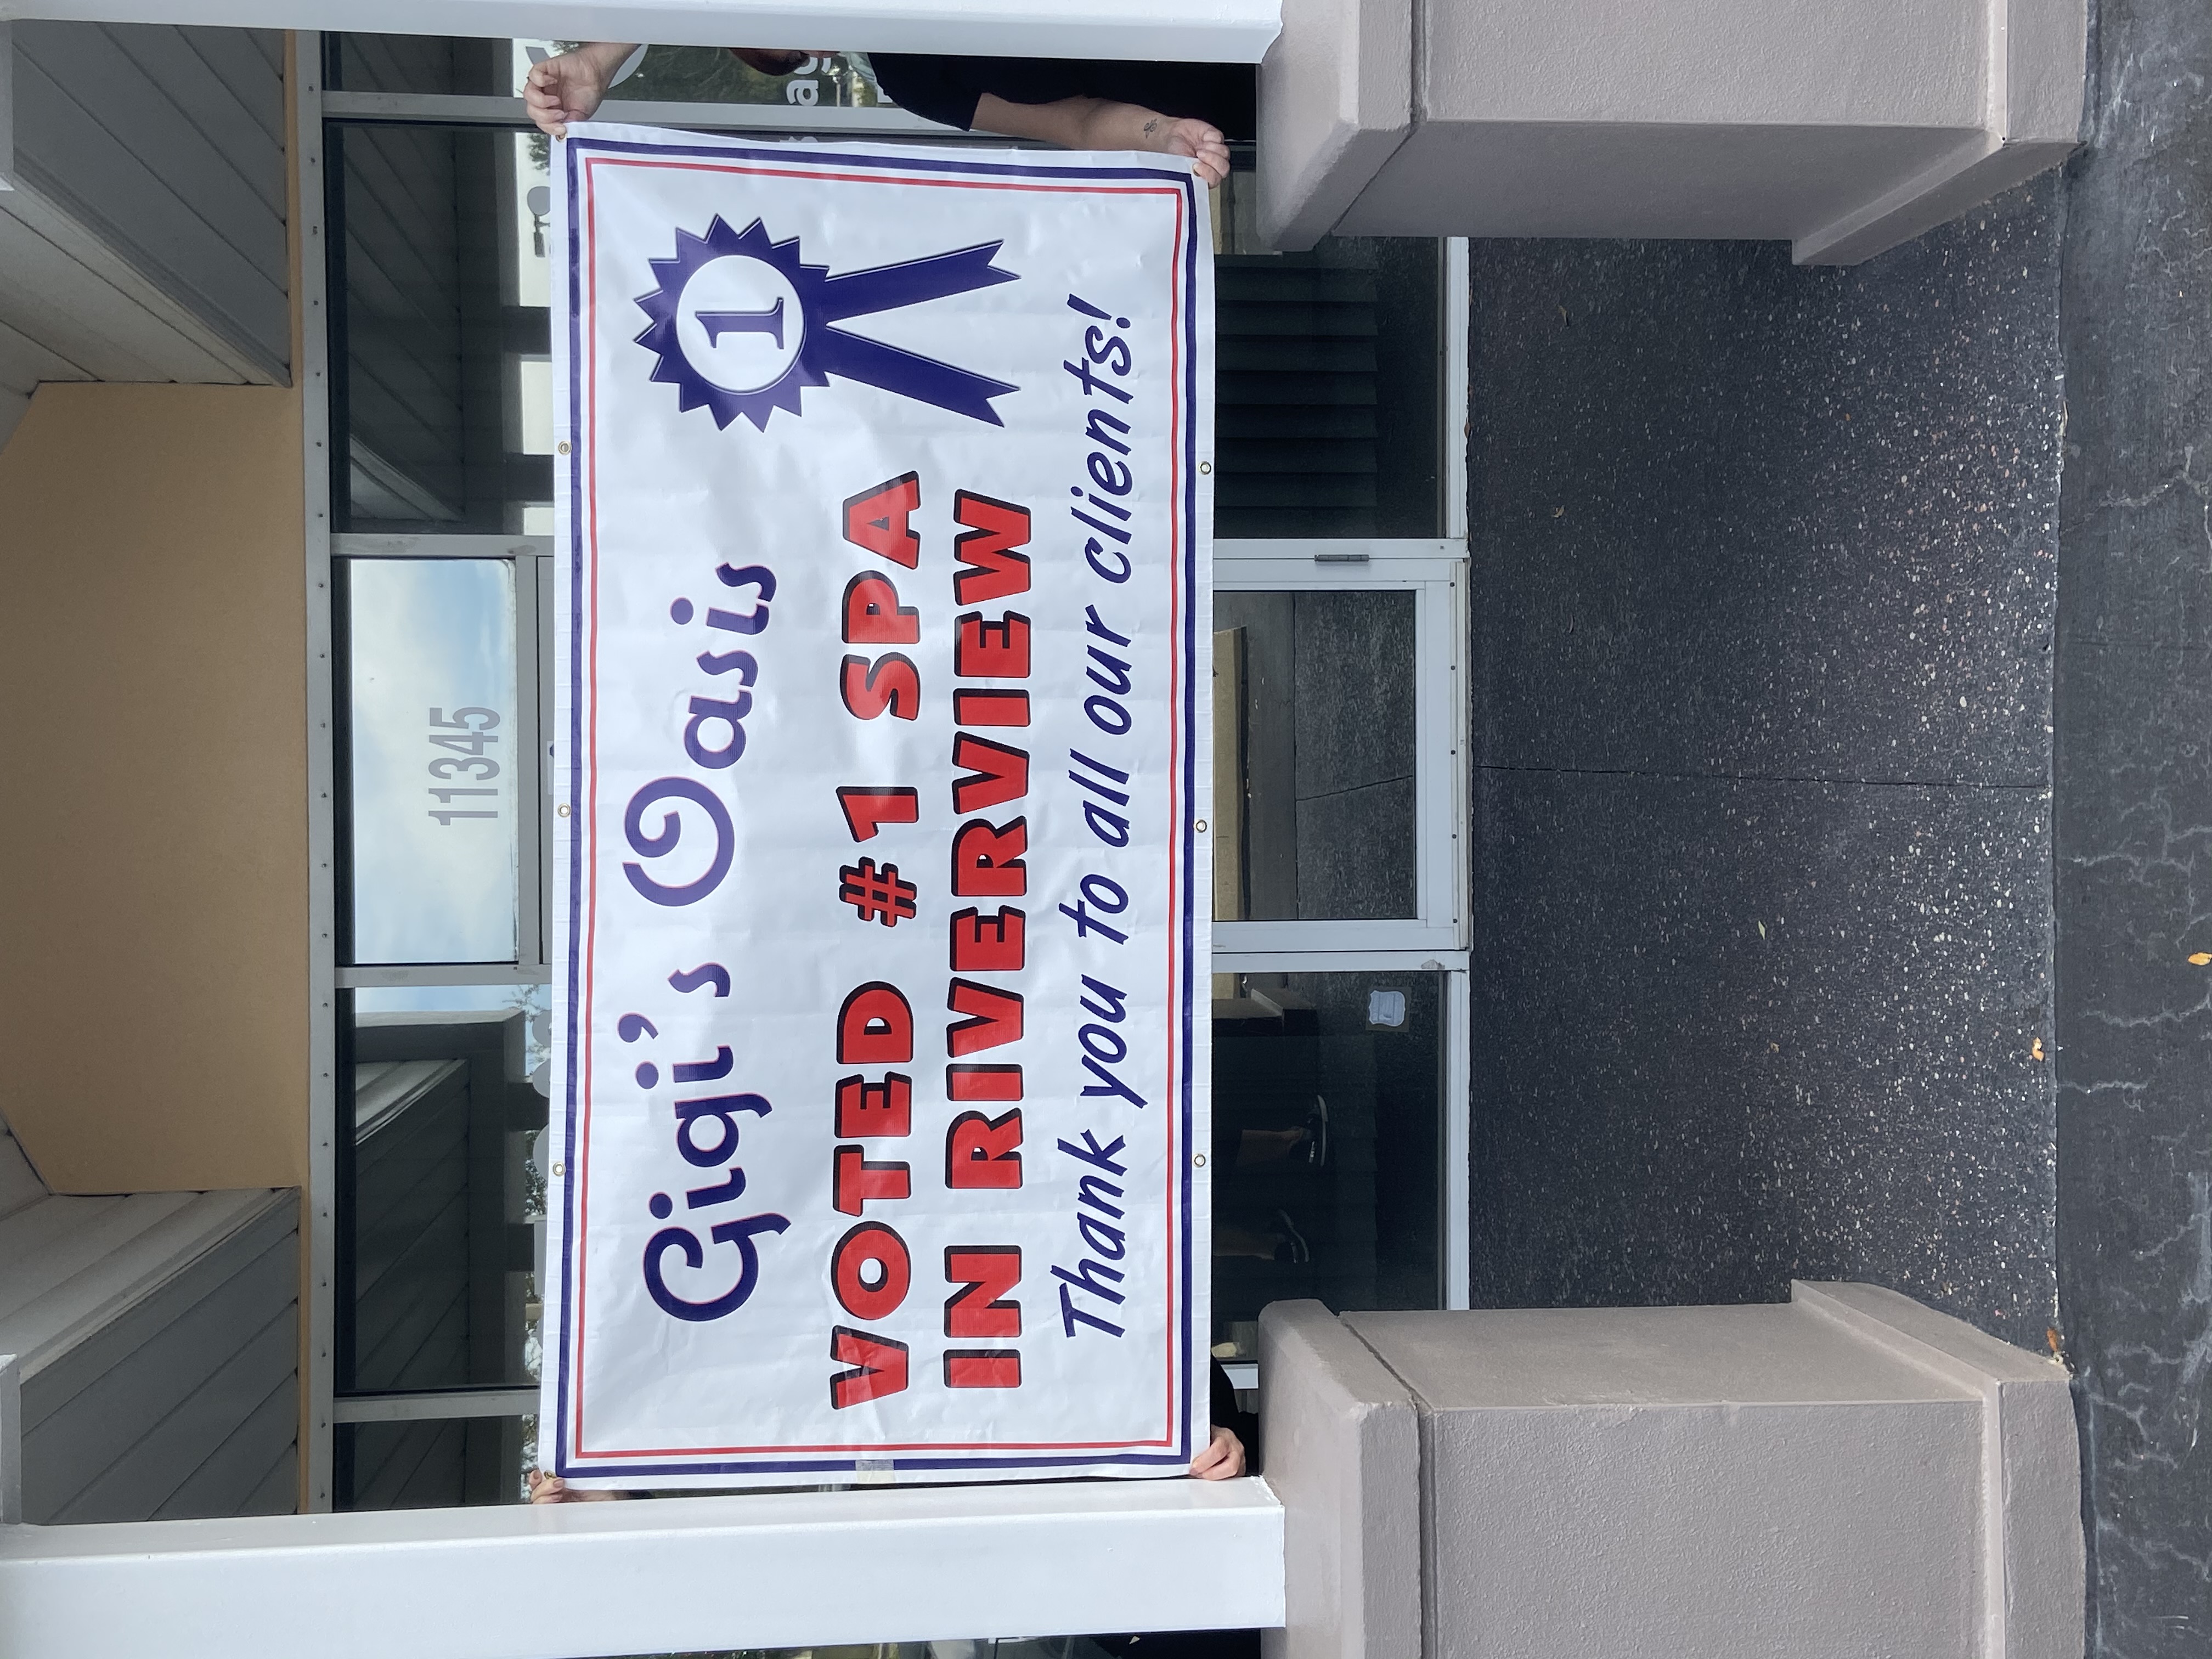 11345
Gigi's Oasis
1
VOTED #1 SPA
IN RIVERVIEW
Thank you to all our clients!